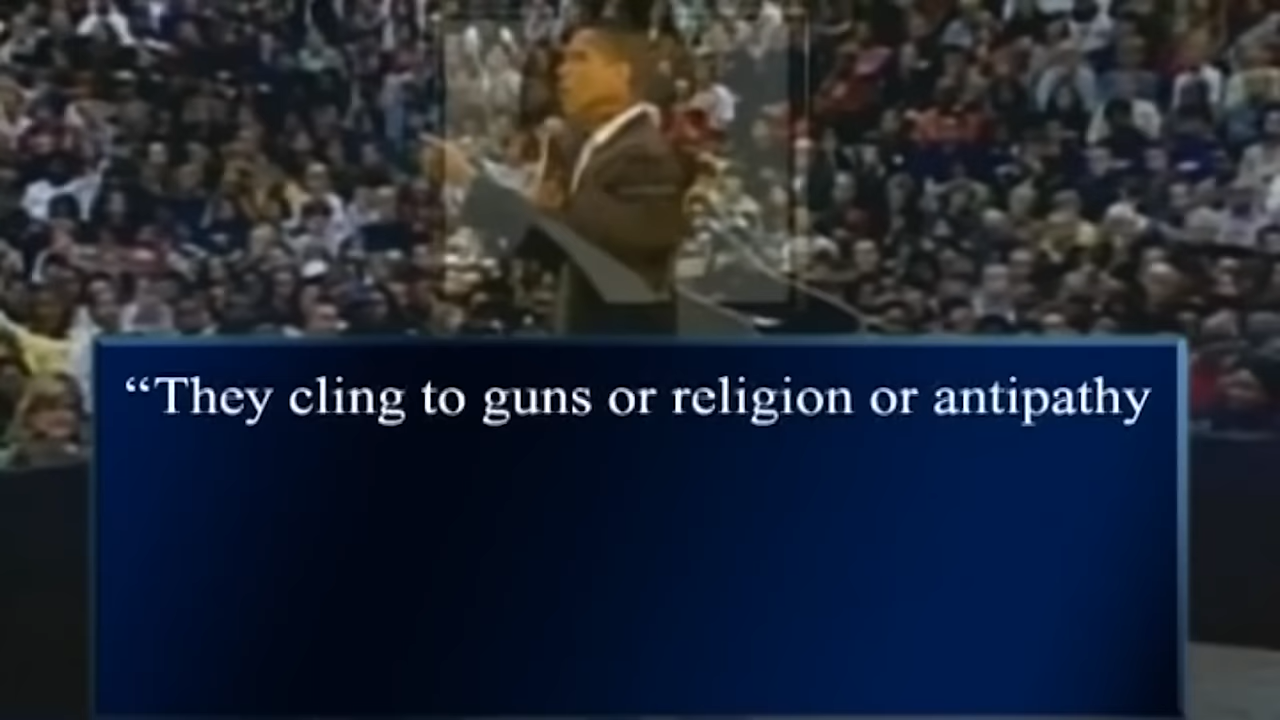 “They cling to guns or religion or antipathy